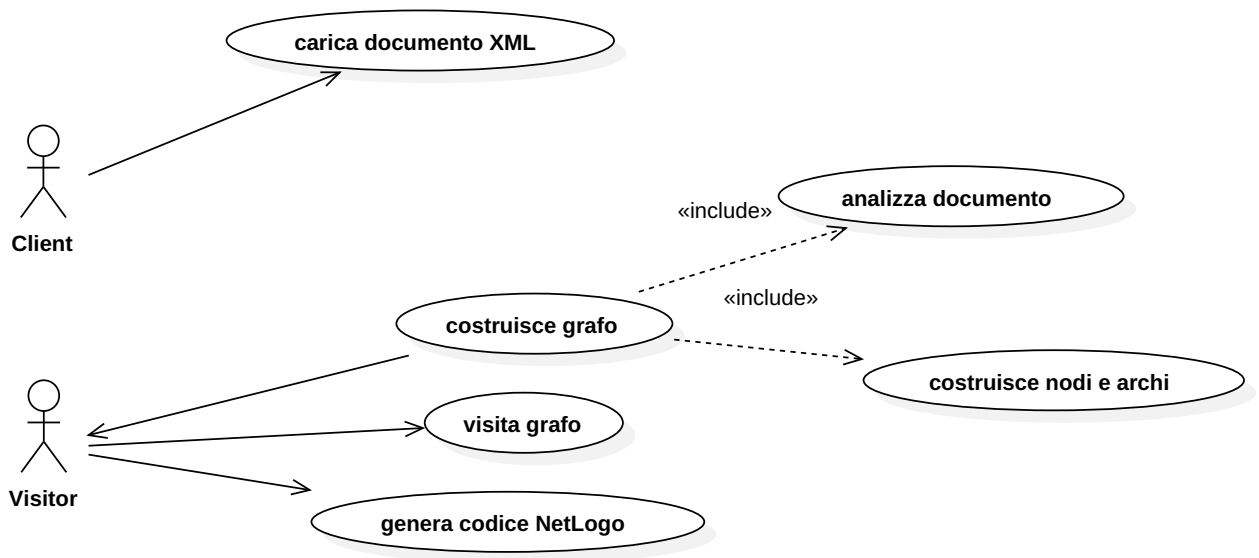 carica documento XML
Client
analizza documento
«include»
«include»
costruisce grafo
costruisce nodi e archi
visita grafo
Visitor
genera codice NetLogo